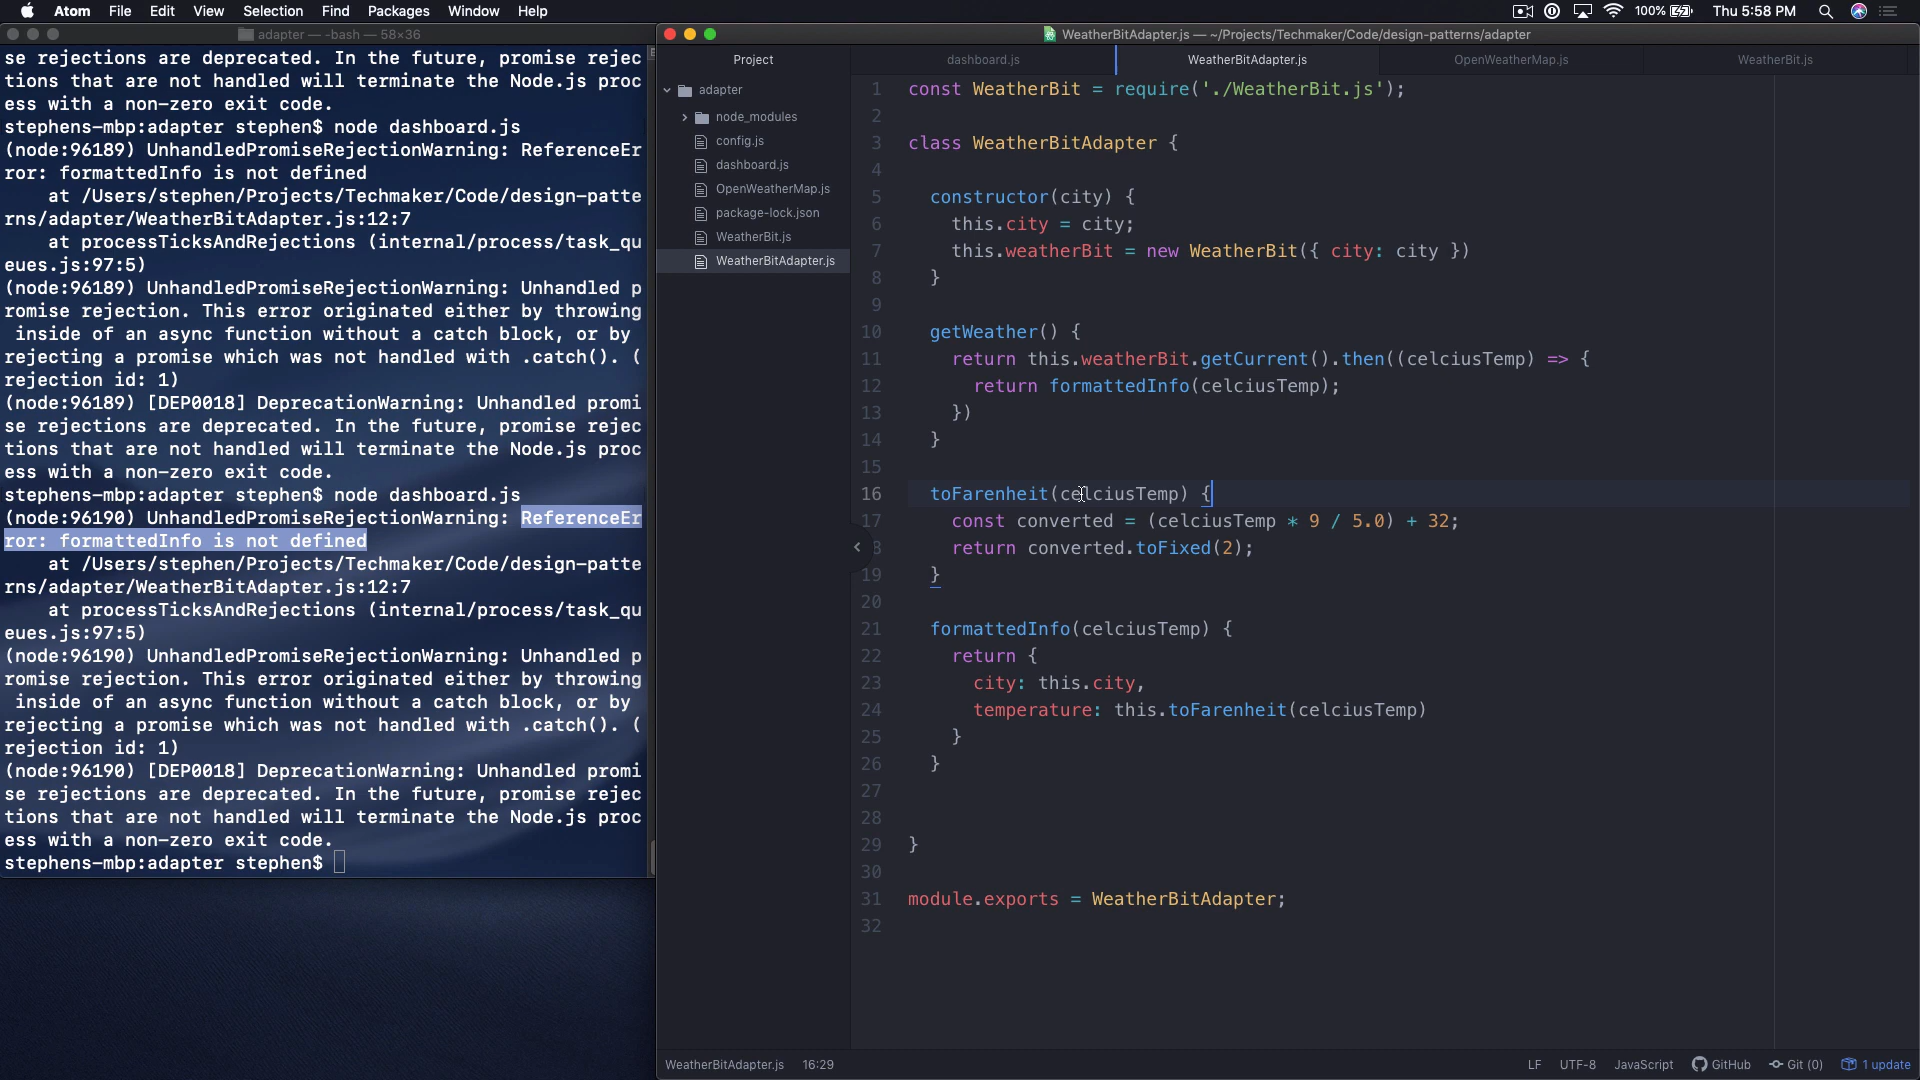 Atom File Edit View Selection Find Packages Window Help
100% Thu 5:58 PM
adapter — -bash — 58×36
se rejections are deprecated. In the future, promise rejec
tions that are not handled will terminate the Node.js proc
ess with a non-zero exit code.
stephens-mbp:adapter stephen$ node dashboard.js
(node:96189) UnhandledPromiseRejectionWarning: ReferenceEr
ror: formattedInfo is not defined
at /Users/stephen/Projects/Techmaker/Code/design-patte
rns/adapter/WeatherBitAdapter.js:12:7
at processTicksAndRejections (internal/process/task_qu
eues.js:97:5)
(node:96189) UnhandledPromiseRejectionWarning: Unhandled p
romise rejection. This error originated either by throwing
inside of an async function without a catch block, or by
rejecting a promise which was not handled with .catch(). (
rejection id: 1)
(node:96189) [DEP0018] DeprecationWarning: Unhandled promi
se rejections are deprecated. In the future, promise rejec
tions that are not handled will terminate the Node.js proc
ess with a non-zero exit code.
stephens-mbp:adapter stephen$ node dashboard.js
(node:96190) UnhandledPromiseRejectionWarning: ReferenceEr
ror: formattedInfo is not defined
at /Users/stephen/Projects/Techmaker/Code/design-patte
rns/adapter/WeatherBitAdapter.js:12:7
at processTicksAndRejections (internal/process/task_qu
eues.js:97:5)
(node:96190) UnhandledPromiseRejectionWarning: Unhandled p
romise rejection. This error originated either by throwing
inside of an async function without a catch block, or by
rejecting a promise which was not handled with .catch(). (
rejection id: 1)
(node:96190) [DEP0018] DeprecationWarning: Unhandled promi
se rejections are deprecated. In the future, promise rejec
tions that are not handled will terminate the Node.js proc
ess with a non-zero exit code.
stephens-mbp:adapter stephen$
WeatherBitAdapter.js — ~/Projects/Techmaker/Code/design-patterns/adapter
Project
adapter
node_modules
config.js
dashboard.js
OpenWeatherMap.js
package-lock.json
WeatherBit.js
WeatherBitAdapter.js
dashboard.js WeatherBitAdapter.js OpenWeatherMap.js WeatherBit.js
1 const WeatherBit = require('./WeatherBit.js');
2
3 class WeatherBitAdapter {
4
5 constructor(city) {
6 this.city = city;
7 this.weatherBit = new WeatherBit({ city: city })
8 }
9
10 getWeather() {
11 return this.weatherBit.getCurrent().then((celciusTemp) => {
12 return formattedInfo(celciusTemp);
13 })
14 }
15
16 toFarenheit(celciusTemp) {
17 const converted = (celciusTemp * 9 / 5.0) + 32;
8 return converted.toFixed(2);
19 }
20
21 formattedInfo(celciusTemp) {
22 return {
23 city: this.city,
24 temperature: this.toFarenheit(celciusTemp)
25 }
26 }
27
28
29 }
30
31 module.exports = WeatherBitAdapter;
32
WeatherBitAdapter.js 16:29 LF UTF-8 JavaScript GitHub Git (0) 1 update